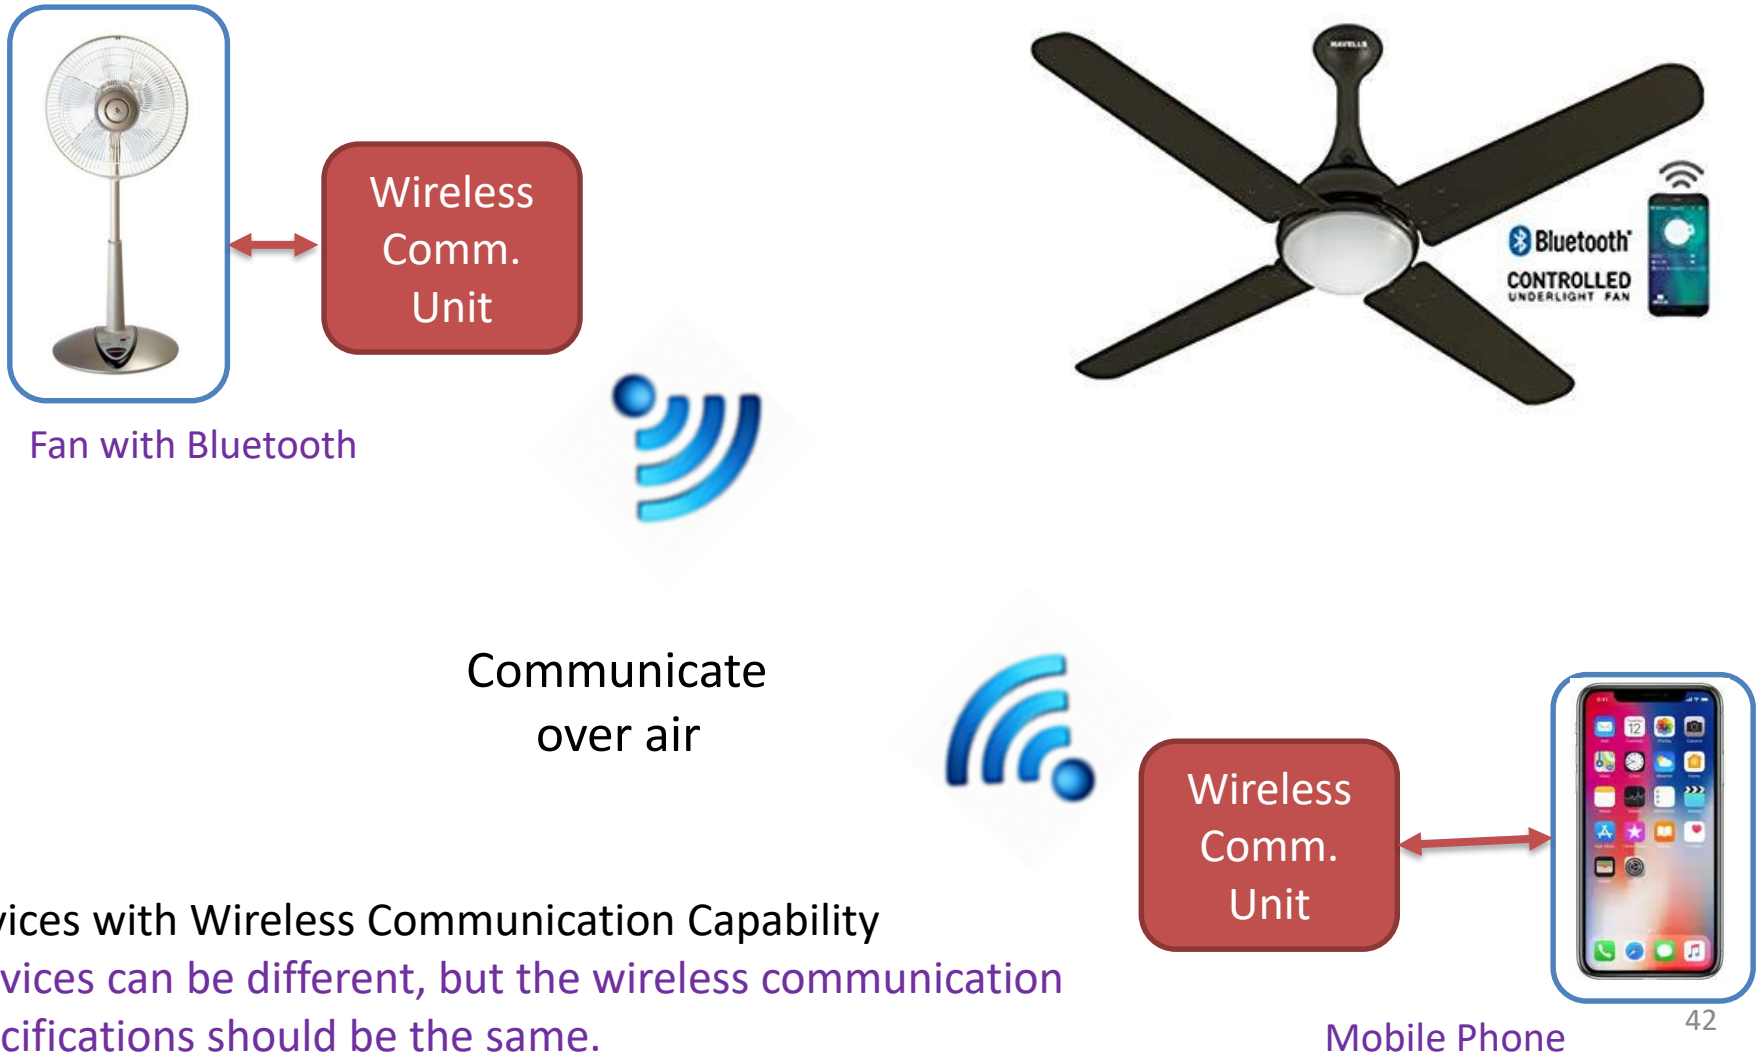 HAVELLS
Wireless
Comm.
Unit
Bluetooth
CONTROLLED
UNDERLIGHT FAN
Fan with Bluetooth
Communicate
over air
Wireless
Comm.
Unit
vices with Wireless Communication Capability
vices can be different, but the wireless communication
cifications should be the same.
Mobile Phone
42